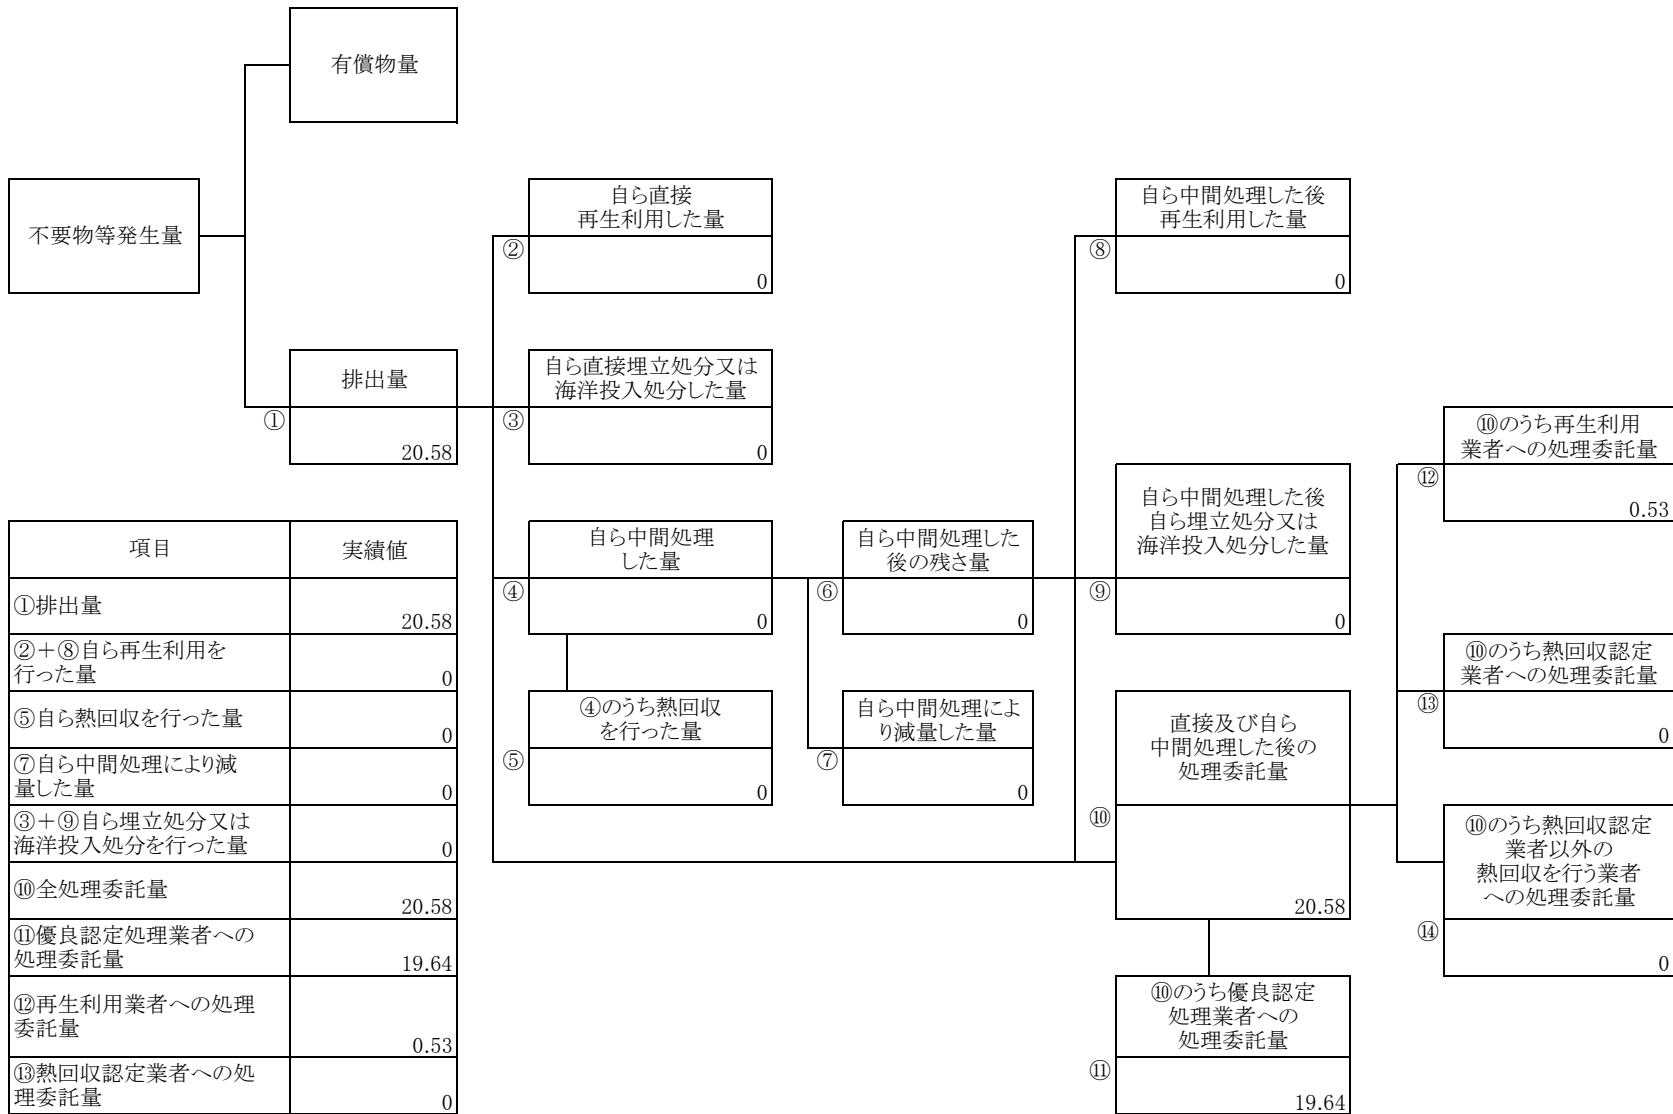 有償物量
不要物等発生量
自ら直接
再生利用した量
②
0
自ら中間処理した後
再生利用した量
⑧
0
排出量
①
20.58
自ら直接埋立処分又は
海洋投入処分した量
③
0
⑩のうち再生利用
業者への処理委託量
⑫
0.53
自ら中間処理した後
自ら埋立処分又は
海洋投入処分した量
⑨
0
自ら中間処理
した量
④
0
自ら中間処理した
後の残さ量
⑥
0
⑩のうち熱回収認定
業者への処理委託量
⑬
0
④のうち熱回収
を行った量
⑤
0
自ら中間処理によ
り減量した量
⑦
0
直接及び自ら
中間処理した後の
処理委託量
⑩
20.58
⑩のうち熱回収認定
業者以外の
熱回収を行う業者
への処理委託量
⑭
0
⑩のうち優良認定
処理業者への
処理委託量
⑪
19.64
項目 実績値
①排出量 20.58
②＋⑧自ら再生利用を
行った量 0
⑤自ら熱回収を行った量 0
⑦自ら中間処理により減
量した量 0
③＋⑨自ら埋立処分又は
海洋投入処分を行った量 0
⑩全処理委託量 20.58
⑪優良認定処理業者への
処理委託量 19.64
⑫再生利用業者への処理
委託量 0.53
⑬熱回収認定業者への処
理委託量 0